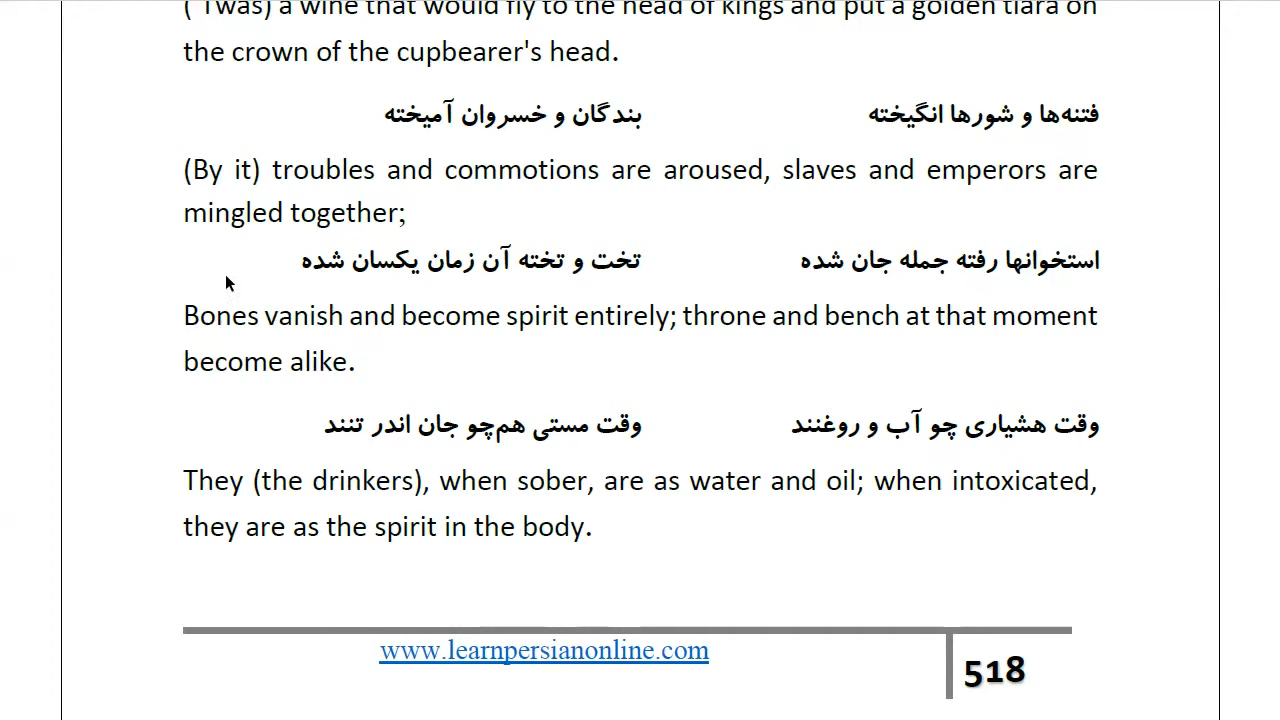 ('Twas) a wine that would fly to the head of kings and put a golden tiara on
the crown of the cupbearer's head.
فتنه‌ها و شورها انگیخته بندگان و خسروان آمیخته
(By it) troubles and commotions are aroused, slaves and emperors are
mingled together;
استخوانها رفته جمله جان شده تخت و تخته آن زمان یکسان شده
Bones vanish and become spirit entirely; throne and bench at that moment
become alike.
وقت هشیاری چو آب و روغنند وقت مستی هم‌چو جان اندر تنند
They (the drinkers), when sober, are as water and oil; when intoxicated,
they are as the spirit in the body.
www.learnpersianonline.com
518